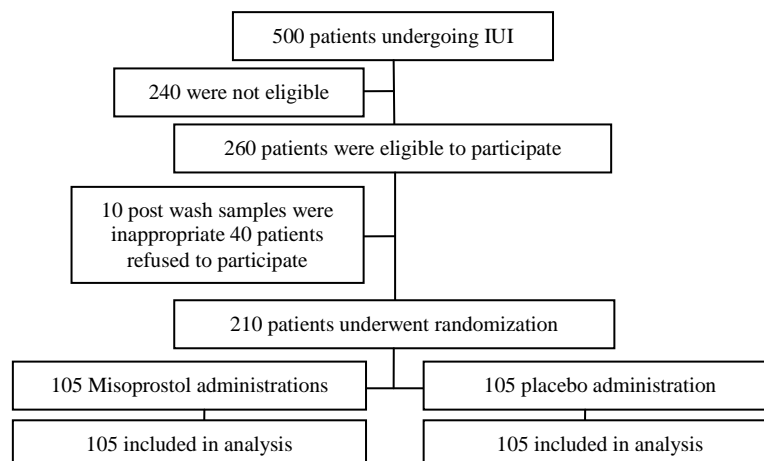 500 patients undergoing IUI
240 were not eligible
260 patients were eligible to participate
10 post wash samples were
inappropriate 40 patients
refused to participate
210 patients underwent randomization
105 Misoprostol administrations
105 placebo administration
105 included in analysis
105 included in analysis